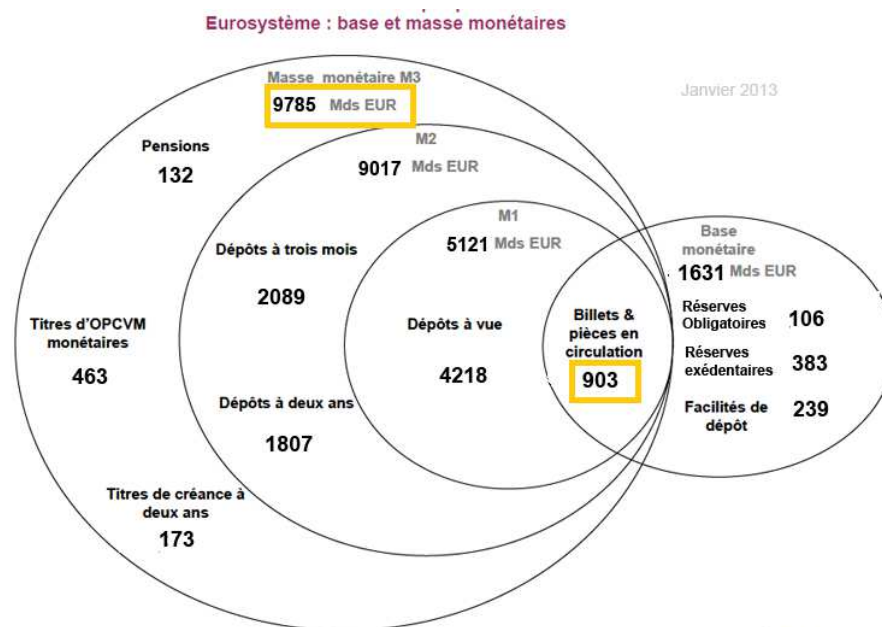 Eurosystème : base et masse monétaires
Masse monétaire M3
9785 Mds EUR
Janvier 2013
Pensions
132
M2
9017 Mds EUR
M1
5121 Mds EUR
Base
monétaire
1631 Mds EUR
Dépôts à trois mois
2089
Titres d'OPCVM
monétaires
463
Dépôts à vue
4218
Billets &
pièces en
circulation
903
Réserves
Obligatoires 106
Réserves
exédentaires 383
Facilités de
dépôt 239
Dépôts à deux ans
1807
Titres de créance à
deux ans
173